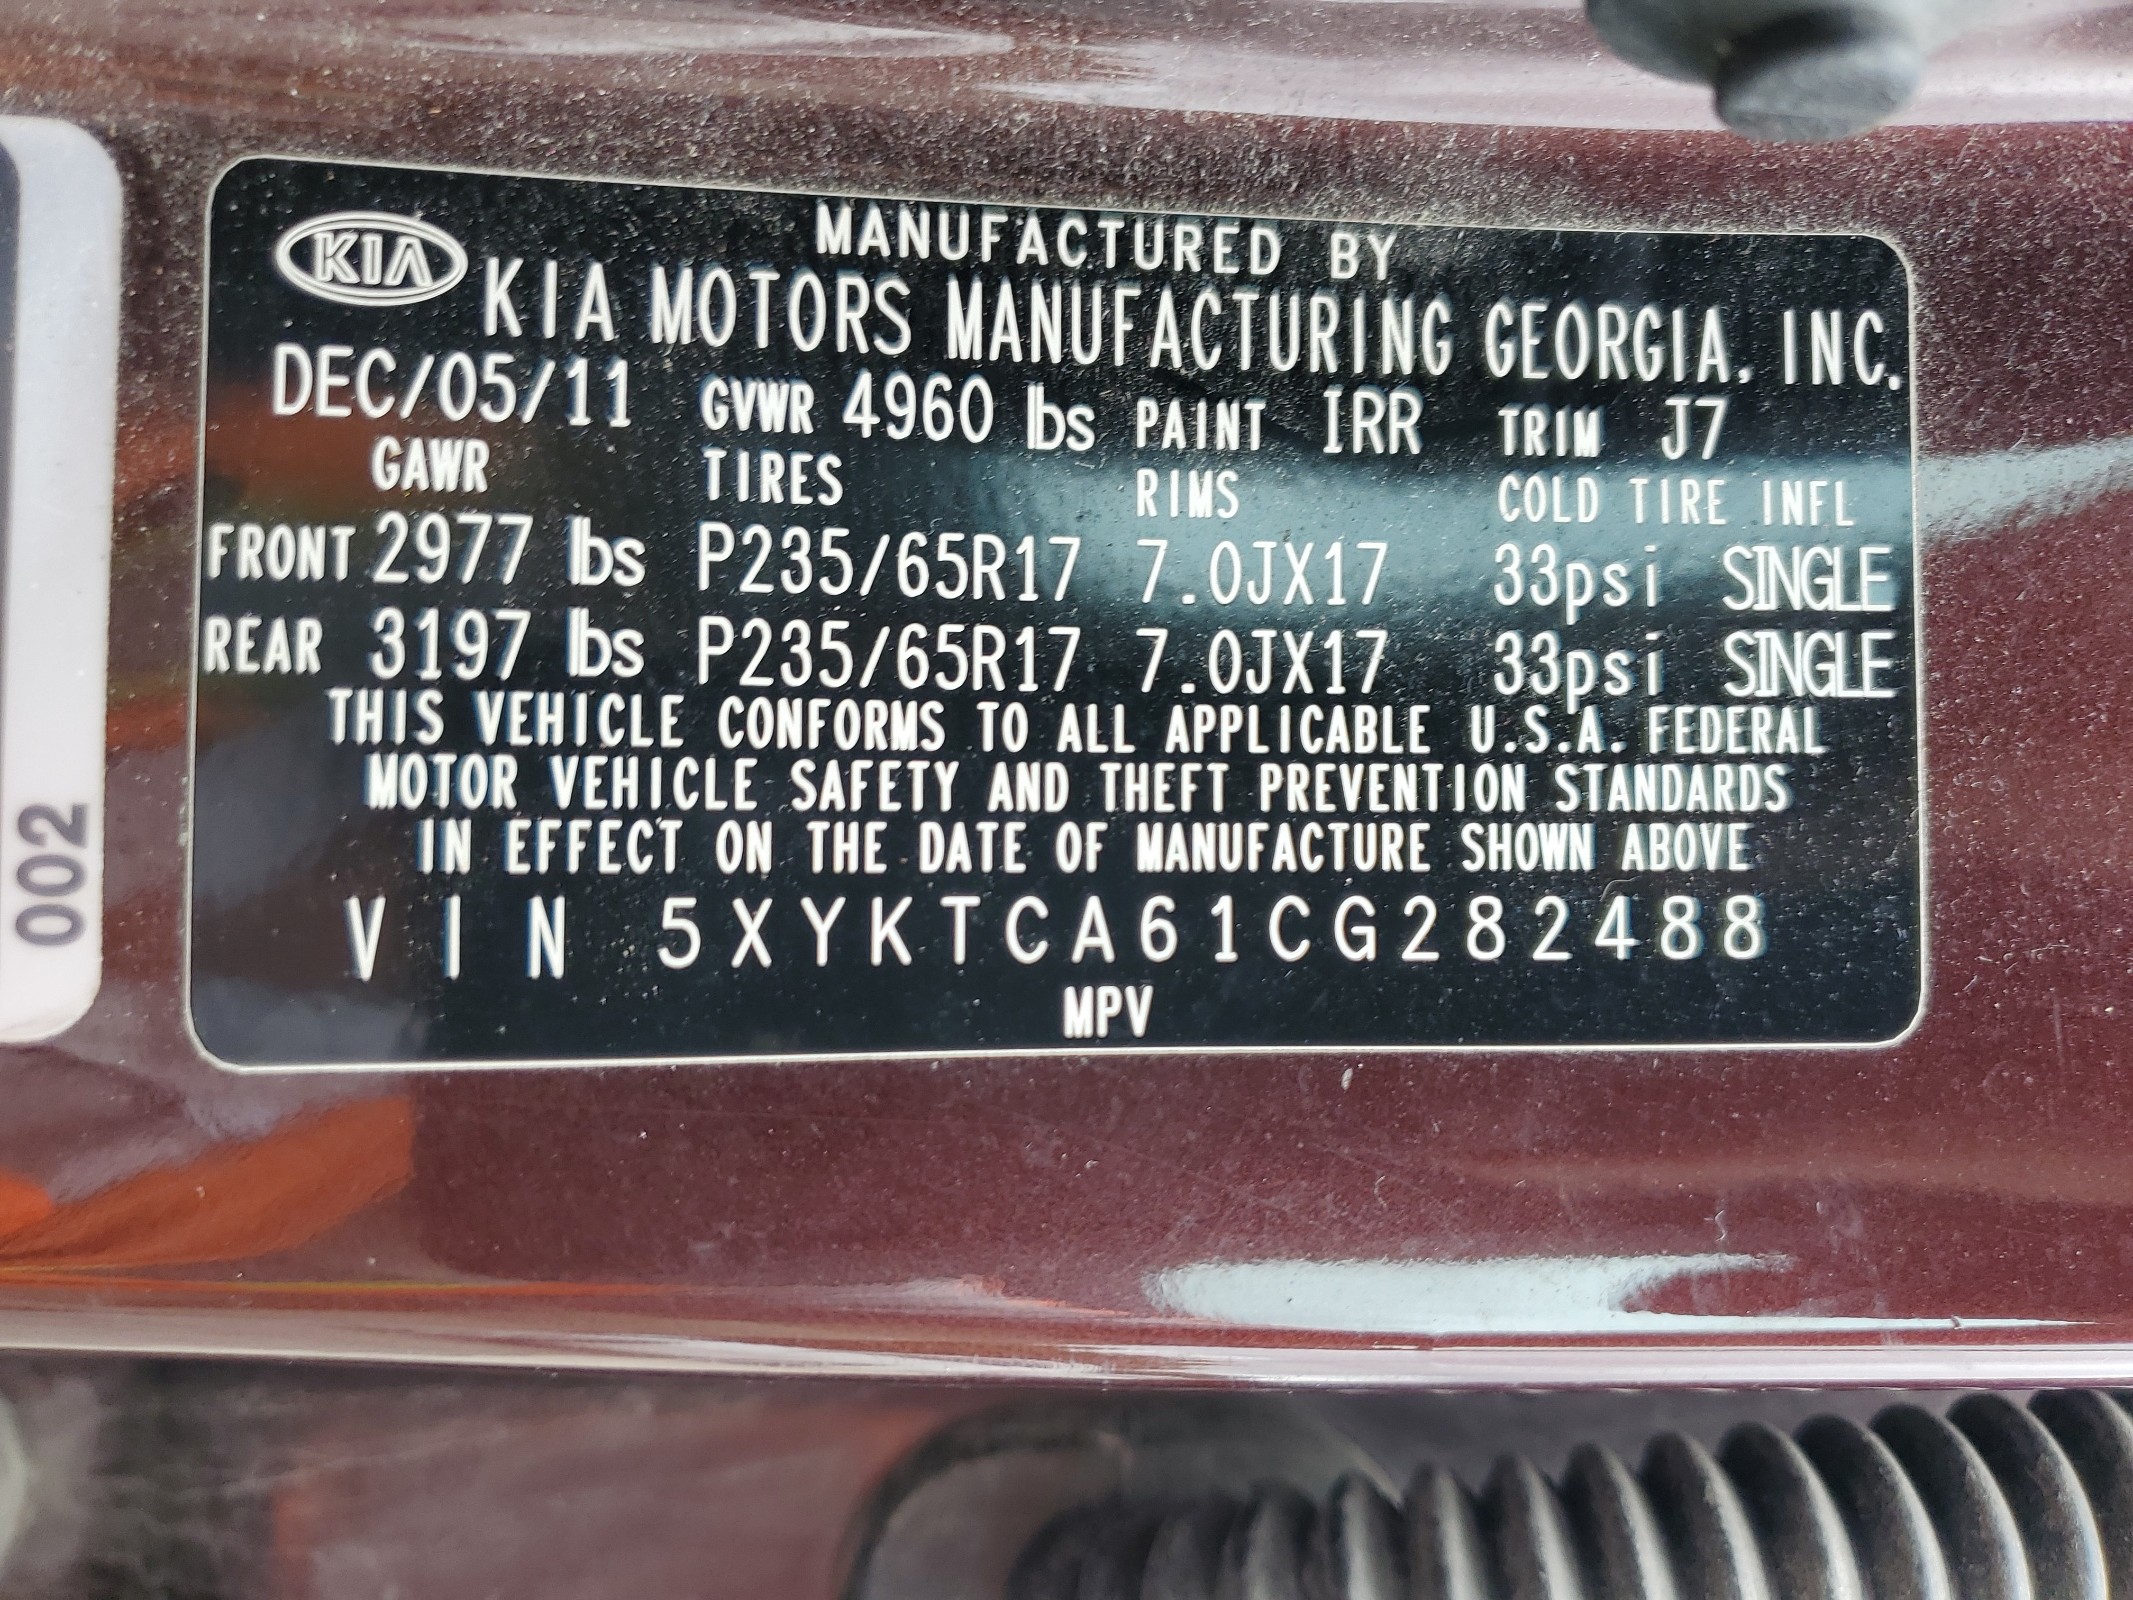 002
MANUFACTURED BY
KIA KIA MOTORS MANUFACTURING GEORGIA, INC.
DEC/05/11 GVWR 4960 lbs PAINT IRR TRIM J7
GAWR TIRES RIMS COLD TIRE INFL
FRONT 2977 lbs P235/65R17 7.0JX17 33psi SINGLE
REAR 3197 lbs P235/65R17 7.0JX17 33psi SINGLE
THIS VEHICLE CONFORMS TO ALL APPLICABLE U.S.A. FEDERAL
MOTOR VEHICLE SAFETY AND THEFT PREVENTION STANDARDS
IN EFFECT ON THE DATE OF MANUFACTURE SHOWN ABOVE
VIN 5XYKTCA61CG282488
MPV